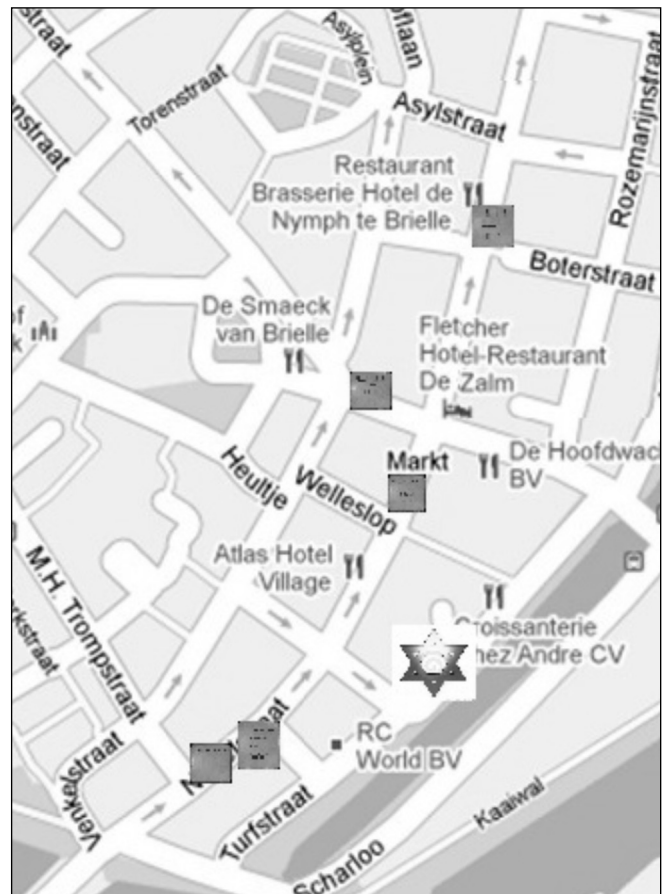 Asylplein
Torenstraat
Asylstraat
Rozemarijnstraat
Restaurant
Brasserie Hotel de
Nymph te Brielle
Boterstraat
De Smaeck
van Brielle
Fletcher
Hotel-Restaurant
De Zalm
Markt
De Hoofdwac
BV
Heultje
Welleslop
Atlas Hotel
Village
M.H. Trompstraat
Croissanterie
hez Andre CV
RC
World BV
Venkelstraat
Turfstraat
Kaaiwal
Scharloo